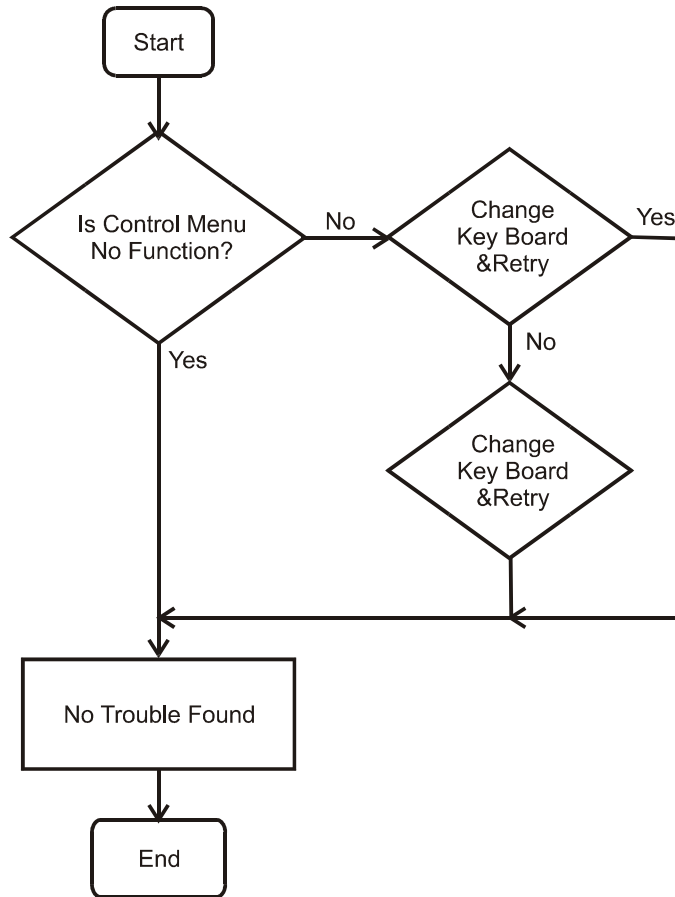 Start
Is Control Menu
No Function?
No
Change
Key Board
&Retry
Yes
No
Yes
Change
Key Board
&Retry
No Trouble Found
End